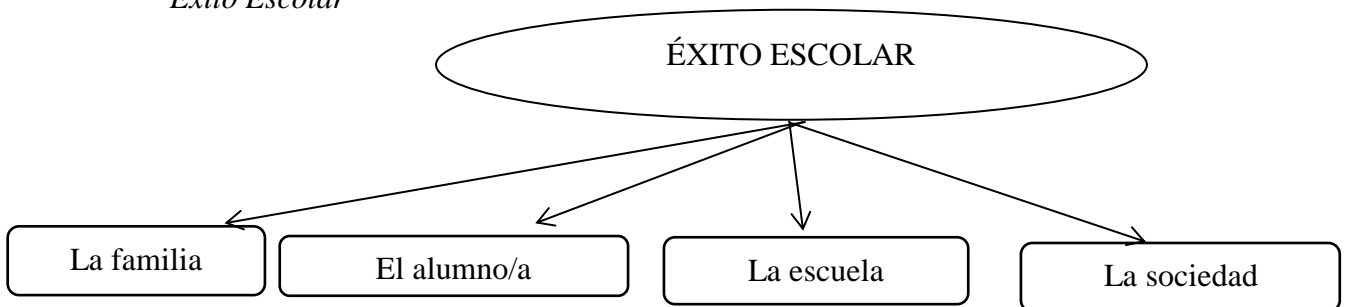 Éxito Escolar
ÉXITO ESCOLAR
La familia
El alumno/a
La escuela
La sociedad